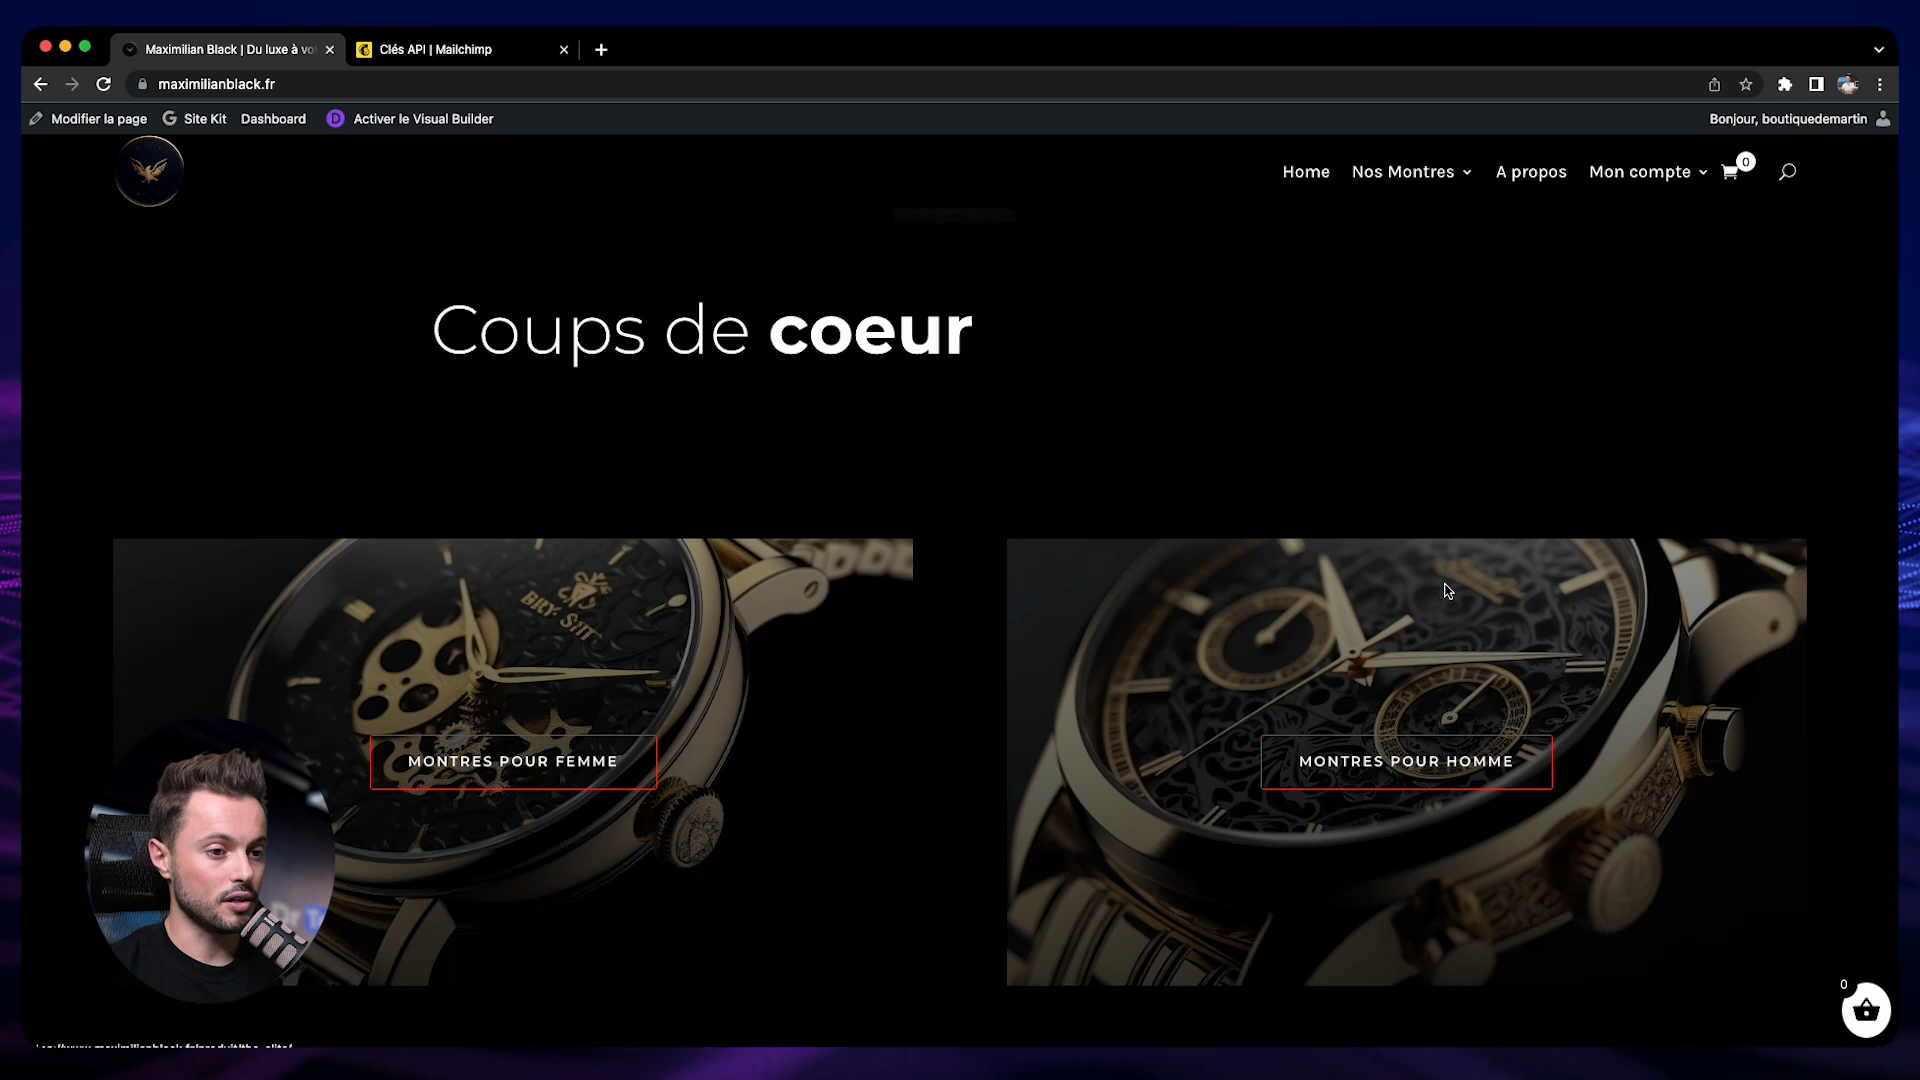 Maximilian Black | Du luxe à vo
Clés API | Mailchimp
maximilianblack.fr
Modifier la page
Site Kit
Dashboard
D
Activer le Visual Builder
Bonjour, boutiquedemartin
Home
Nos Montres
A propos
Mon compte
0
Coups de coeur
MONTRES POUR FEMME
MONTRES POUR HOMME
0